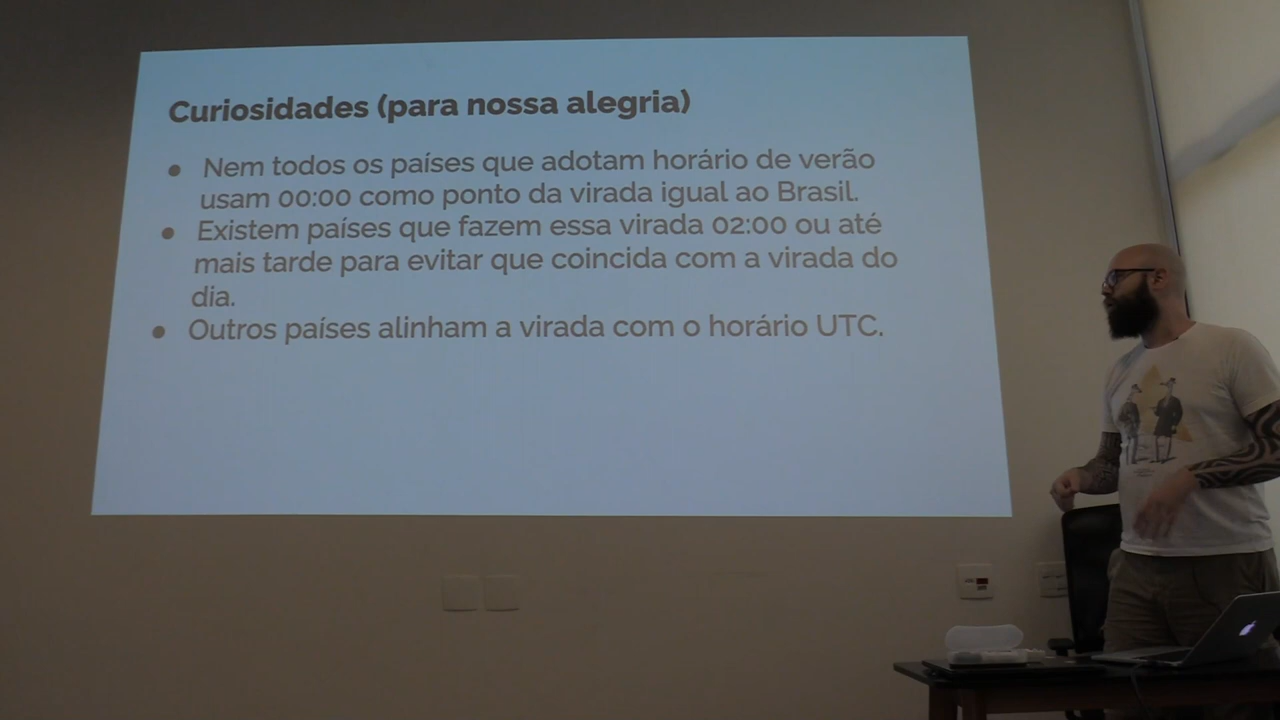 Curiosidades (para nossa alegria)
● Nem todos os países que adotam horário de verão
usam 00:00 como ponto da virada igual ao Brasil.
● Existem países que fazem essa virada 02:00 ou até
mais tarde para evitar que coincida com a virada do
dia.
● Outros países alinham a virada com o horário UTC.